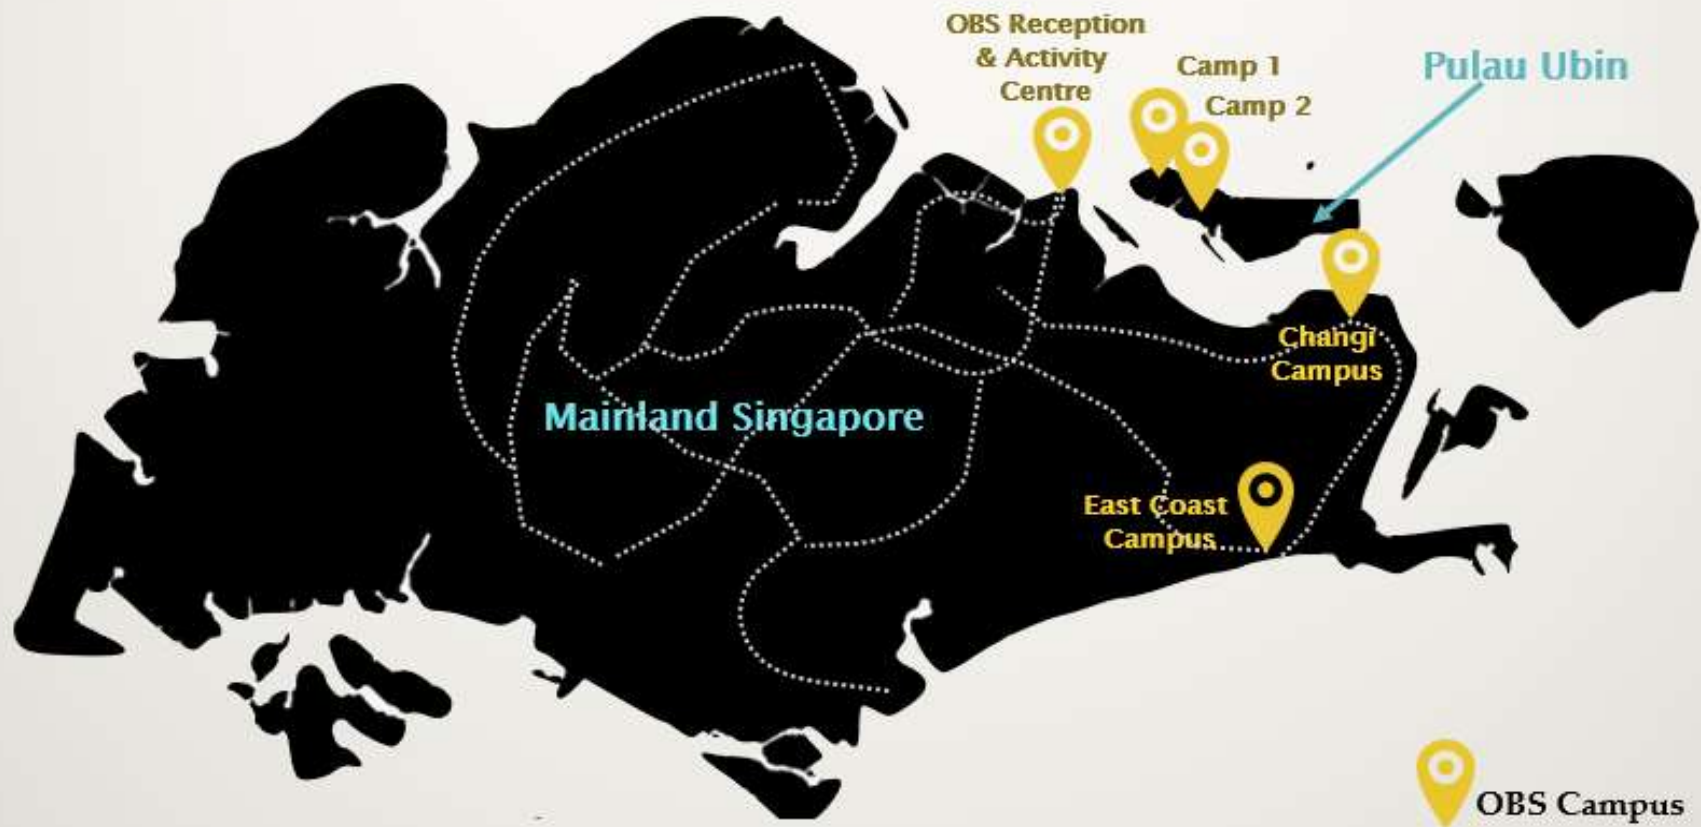 OBS Reception
& Activity
Centre
Camp 1
Camp 2
Pulau Ubin
Changi
Campus
Mainland Singapore
East Coast
Campus
OBS Campus